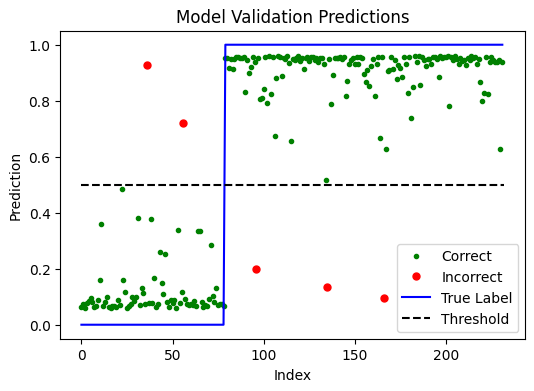 Model Validation Predictions
1.0
0.8
0.6
0.4
0.2
0.0
Prediction
0
50
100
150
200
Index
Correct
Incorrect
True Label
Threshold